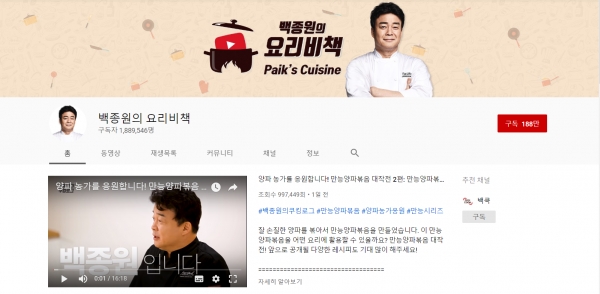 백종원의
요리비책
Paik's Cuisine
백종원의 요리비책
구독자 1,889,546명
구독 188만
홈 동영상 재생목록 커뮤니티 채널 정보
양파 농가를 응원합니다! 만능양파볶음 ...
백종원입니다
0:01 / 16:18
양파 농가를 응원합니다! 만능양파볶음 대작전 2편: 만능양파볶...
조회수 997,449회 • 1일 전
#백종원의쿠킹로그 #만능양파볶음 #양파농가응원 #만능시리즈
잘 손질한 양파를 볶아서 만능양파볶음을 만들었습니다. 이 만능
양파볶음을 어떤 요리에 활용할 수 있을까요? 만능양파볶음 대작
전! 앞으로 공개될 다양한 레시피도 기대 많이 해주세요!
==================================
자세히 알아보기
추천 채널
백쿡
구독